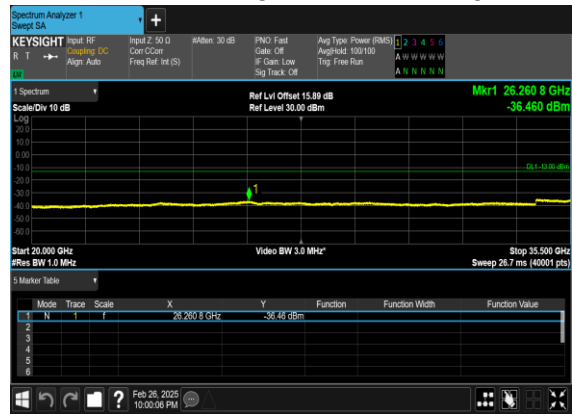 Spectrum Analyzer 1
Swept SA
+
KEYSIGHT
R T
LW
Input: RF
Coupling: DC
Align: Auto
Input Z: 50 Ω
Corr CCorr
Freq Ref: Int (S)
#Atten: 30 dB
PNO: Fast
Gate: Off
IF Gain: Low
Sig Track: Off
Avg Type: Power (RMS)
Avg|Hold: 100/100
Trig: Free Run
1 2 3 4 5 6
A W W W W W
A N N N N N
1 Spectrum
Scale/Div 10 dB
Ref Lvl Offset 15.89 dB
Ref Level 30.00 dBm
Mkr1 26.260 8 GHz
-36.460 dBm
Log
20.0
10.0
0.00
-10.0
DL1 -13.00 dBm
-20.0
1
-30.0
-40.0
-50.0
-60.0
Start 20.000 GHz
#Res BW 1.0 MHz
Video BW 3.0 MHz*
Stop 35.500 GHz
Sweep 26.7 ms (40001 pts)
5 Marker Table
Mode Trace Scale X Y Function Function Width Function Value
1 N 1 f 26.260 8 GHz -36.46 dBm
2
3
4
5
6
?
Feb 26, 2025
10:00:06 PM